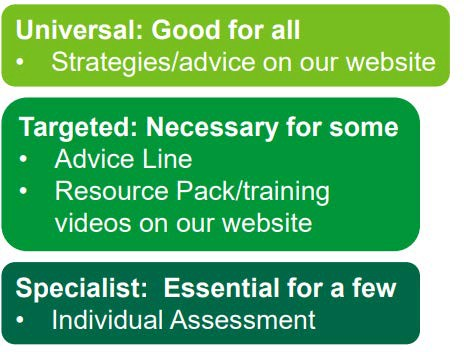 Universal: Good for all
• Strategies/advice on our website
Targeted: Necessary for some
• Advice Line
• Resource Pack/training
videos on our website
Specialist:  Essential for a few
• Individual Assessment